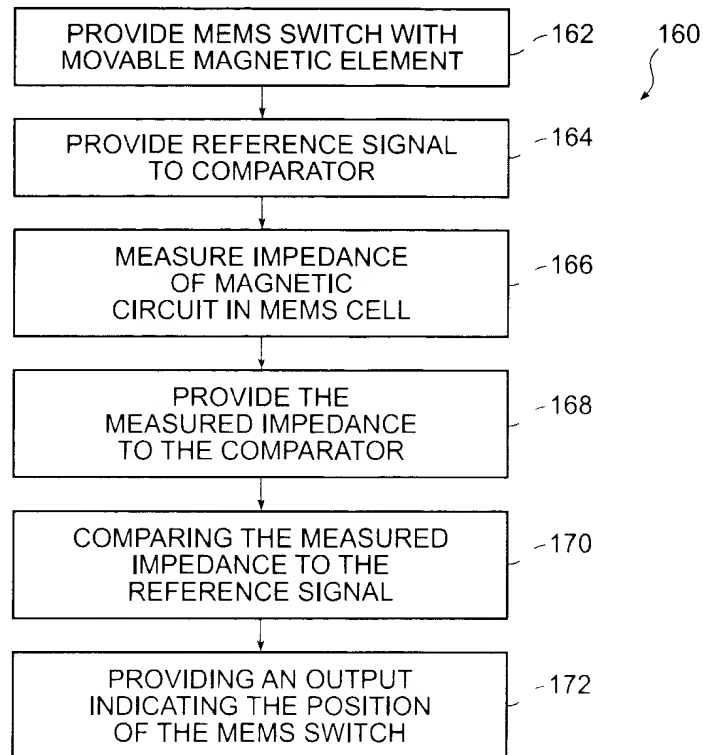 PROVIDE MEMS SWITCH WITH
MOVABLE MAGNETIC ELEMENT
162
160
PROVIDE REFERENCE SIGNAL
TO COMPARATOR
164
MEASURE IMPEDANCE
OF MAGNETIC
CIRCUIT IN MEMS CELL
166
PROVIDE THE
MEASURED IMPEDANCE
TO THE COMPARATOR
168
COMPARING THE MEASURED
IMPEDANCE TO THE
REFERENCE SIGNAL
170
PROVIDING AN OUTPUT
INDICATING THE POSITION
OF THE MEMS SWITCH
172